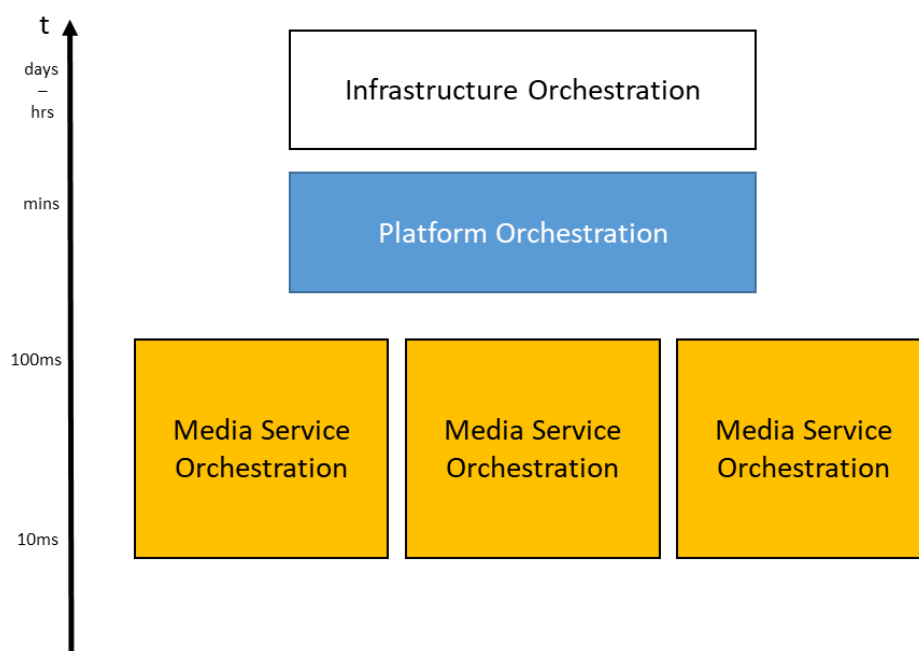 t
days
–
hrs
Infrastructure Orchestration
mins
Platform Orchestration
100ms
Media Service
Orchestration
Media Service
Orchestration
Media Service
Orchestration
10ms